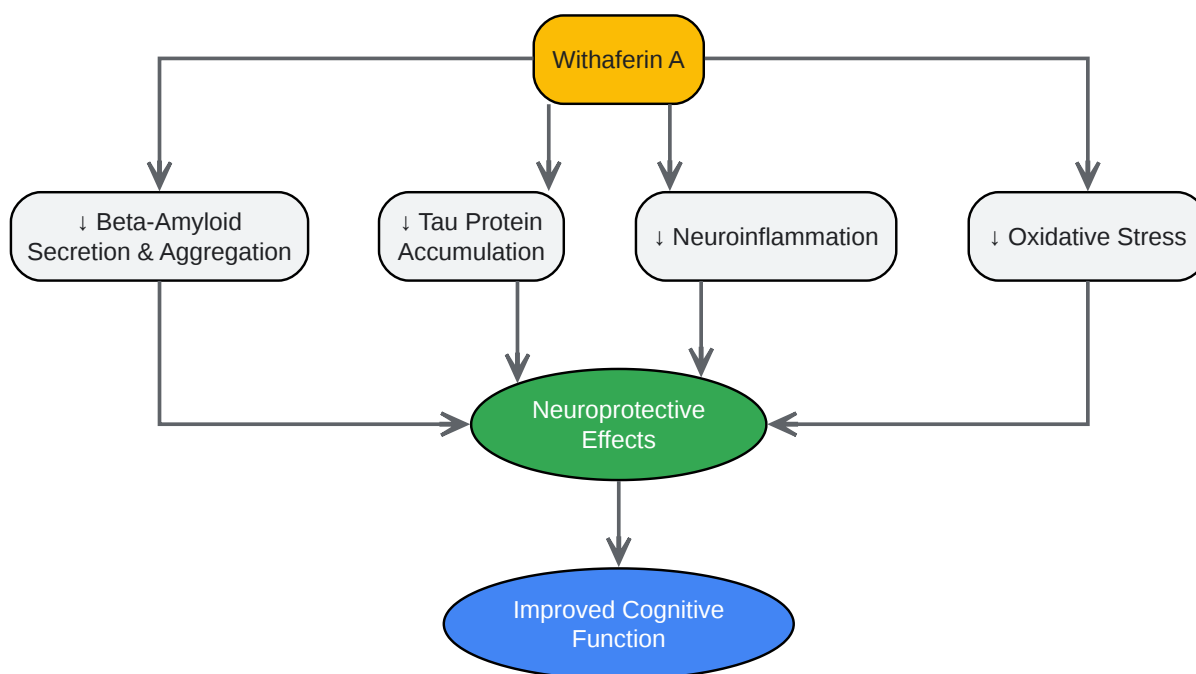 Withaferin A
↓ Beta-Amyloid
Secretion & Aggregation
↓ Tau Protein
Accumulation
↓ Neuroinflammation
↓ Oxidative Stress
Neuroprotective
Effects
Improved Cognitive
Function